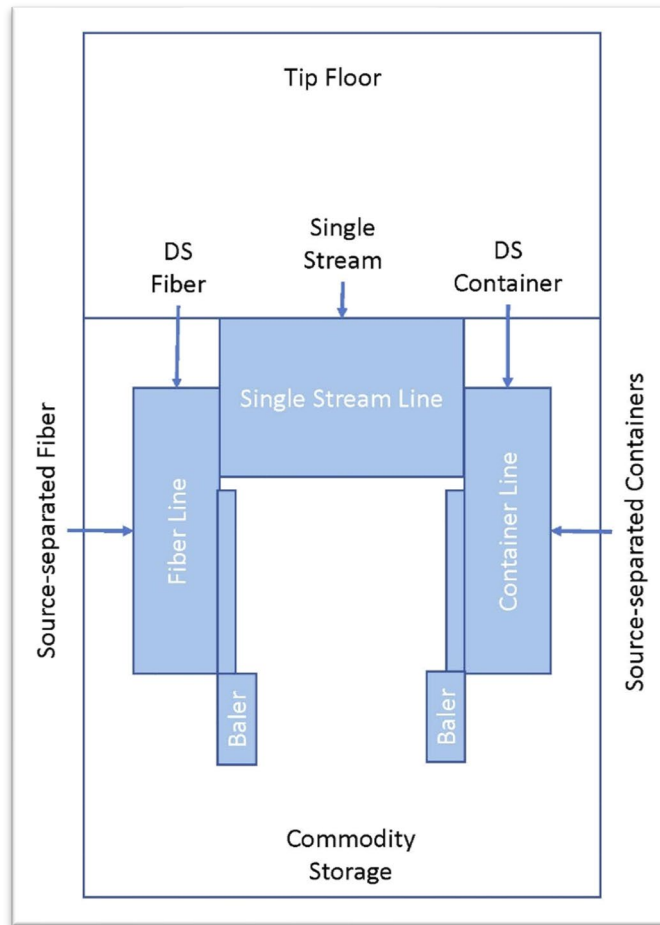 Tip Floor
Single
Stream
DS
Fiber
DS
Container
Single Stream Line
Source-separated Fiber
Fiber Line
Container Line
Source-separated Containers
Baler
Baler
Commodity
Storage